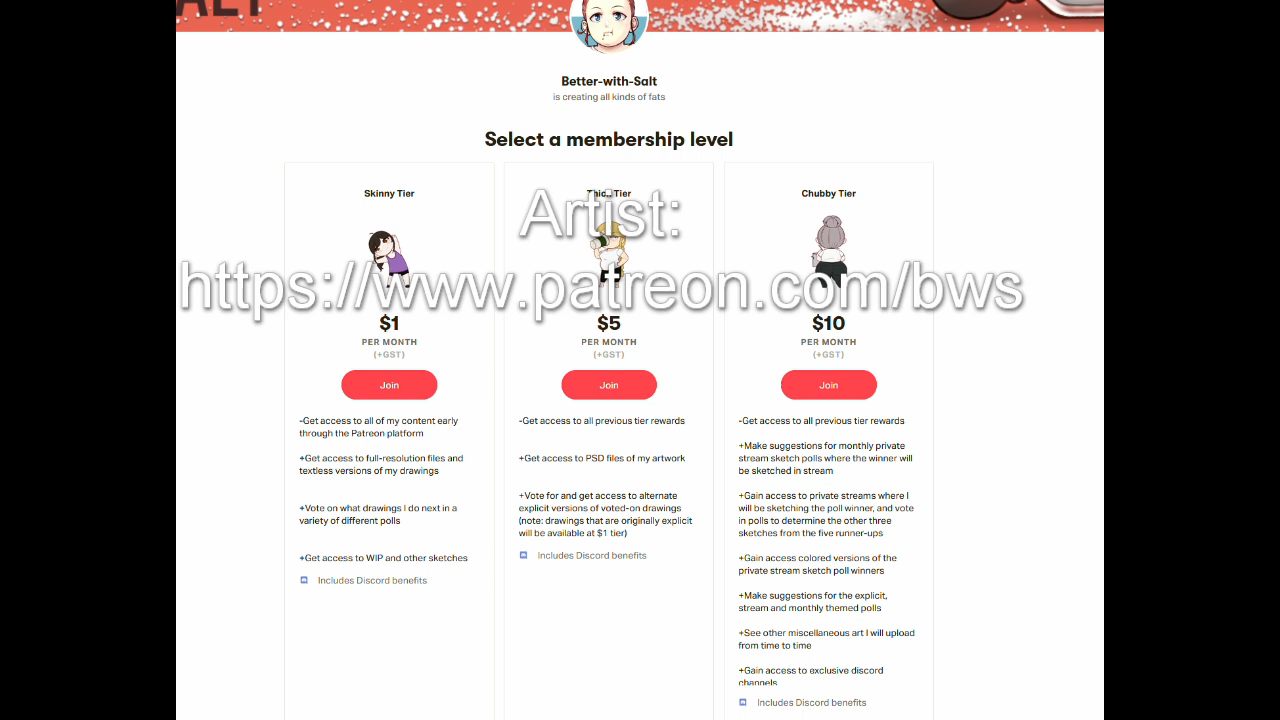 Better-with-Salt
is creating all kinds of fats
Select a membership level
Skinny Tier
Tier
Chubby Tier
Artist:
https://www.patreon.com/bws
$1
PER MONTH
(+GST)
Join
-Get access to all of my content early
through the Patreon platform
+Get access to full-resolution files and
textless versions of my drawings
+Vote on what drawings I do next in a
variety of different polls
+Get access to WIP and other sketches
Includes Discord benefits
$5
PER MONTH
(+GST)
Join
-Get access to all previous tier rewards
+Get access to PSD files of my artwork
+Vote for and get access to alternate
explicit versions of voted-on drawings
(note: drawings that are originally explicit
will be available at $1 tier)
Includes Discord benefits
$10
PER MONTH
(+GST)
Join
-Get access to all previous tier rewards
+Make suggestions for monthly private
stream sketch polls where the winner will
be sketched in stream
+Gain access to private streams where I
will be sketching the poll winner, and vote
in polls to determine the other three
sketches from the five runner-ups
+Gain access colored versions of the
private stream sketch poll winners
+Make suggestions for the explicit,
stream and monthly themed polls
+See other miscellaneous art I will upload
from time to time
+Gain access to exclusive discord
channels
Includes Discord benefits